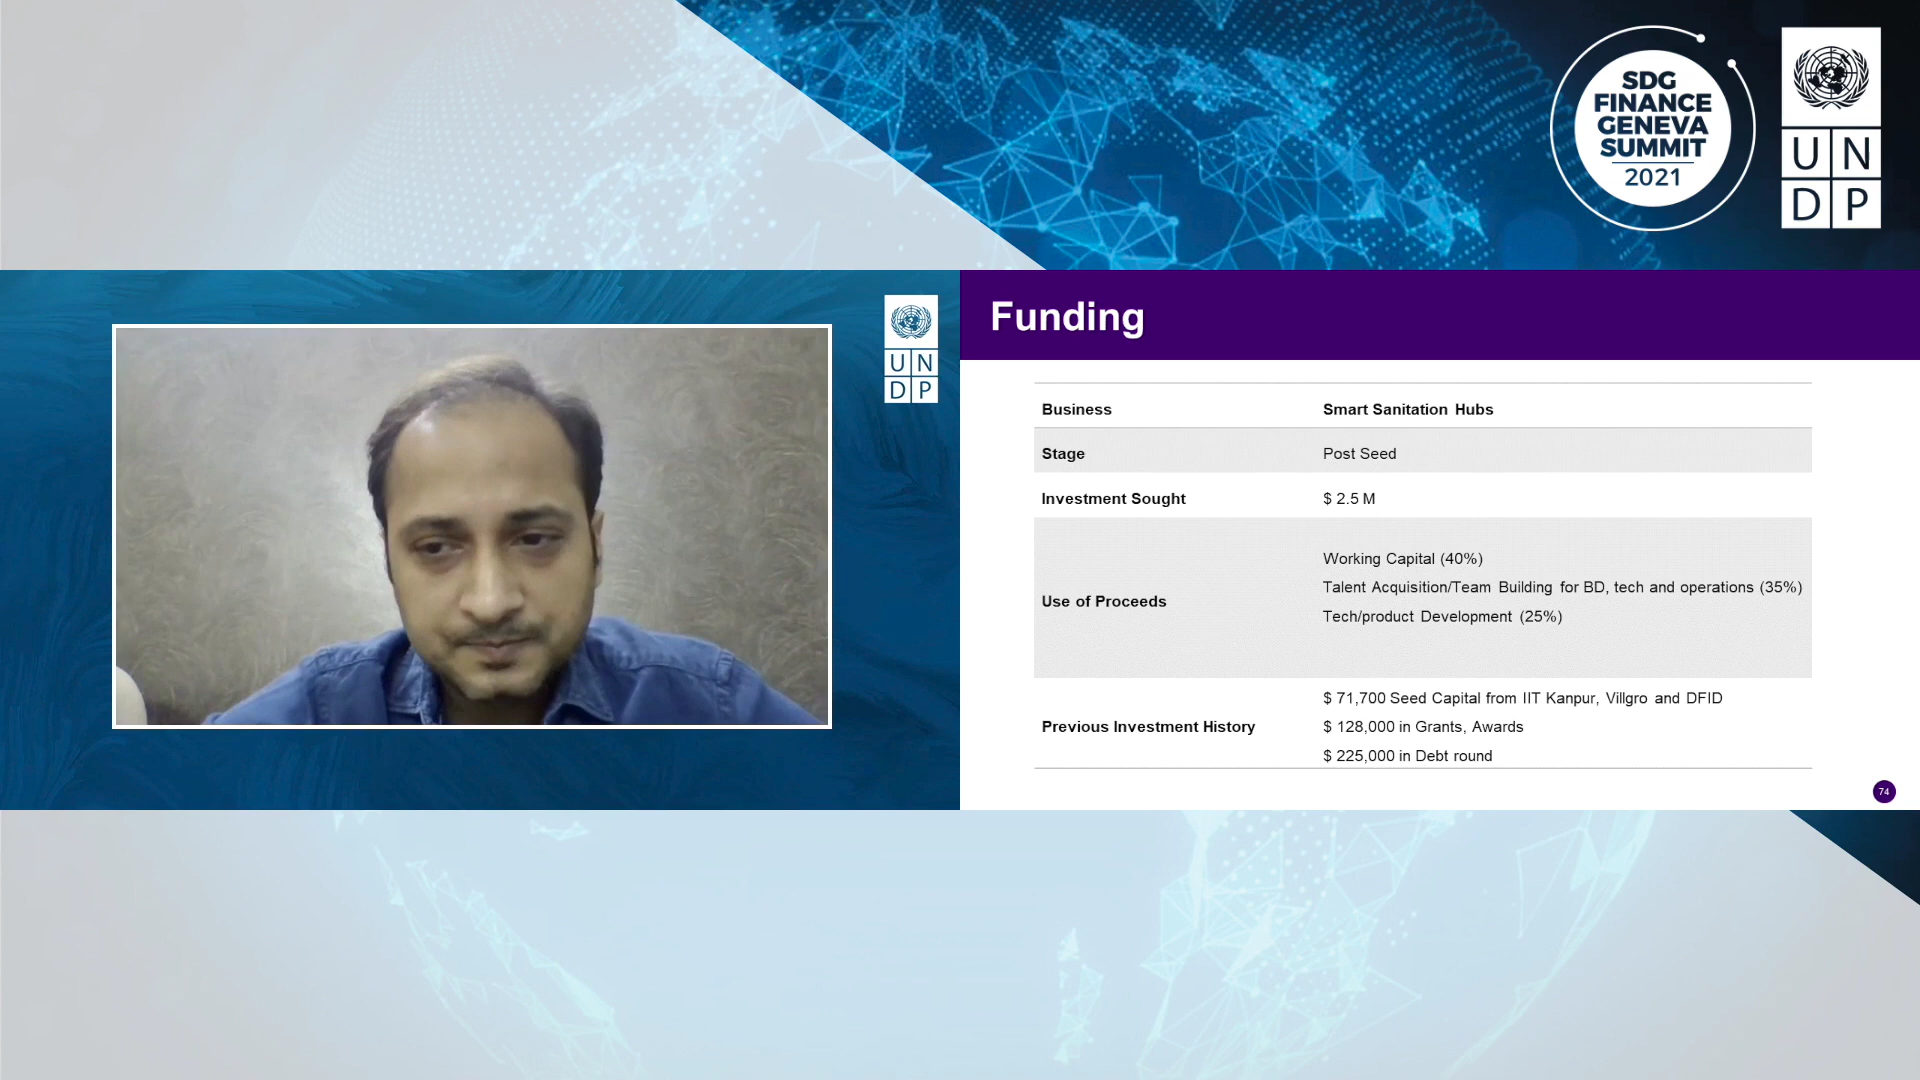 SDG
FINANCE
GENEVA
SUMMIT
2021
U N
D P
U N
D P
Funding
Business Smart Sanitation Hubs
Stage Post Seed
Investment Sought $ 2.5 M
Use of Proceeds
Working Capital (40%)
Talent Acquisition/Team Building for BD, tech and operations (35%)
Tech/product Development (25%)
Previous Investment History
$ 71,700 Seed Capital from IIT Kanpur, Villgro and DFID
$ 128,000 in Grants, Awards
$ 225,000 in Debt round
74